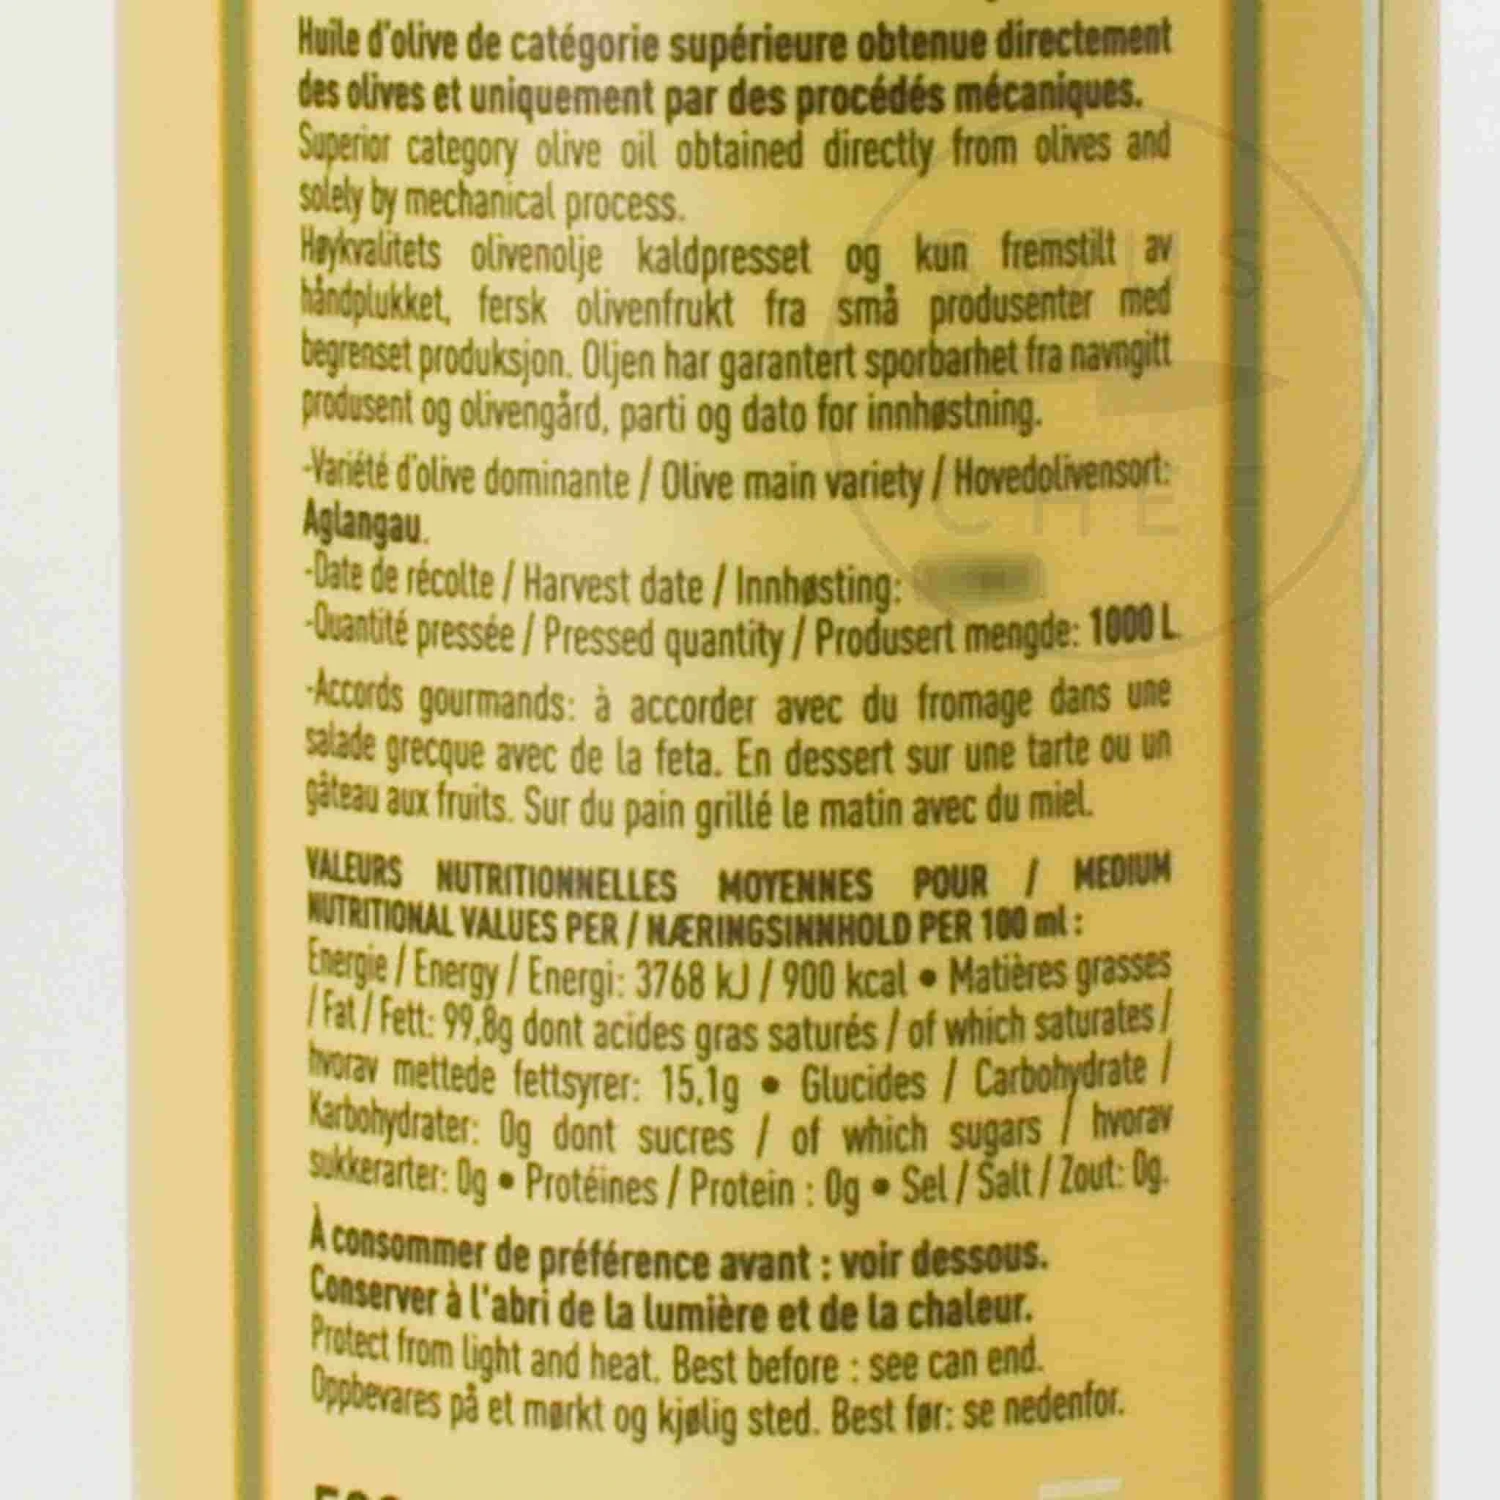 Huile d'olive de catégorie supérieure obtenue directement
des olives et uniquement par des procédés mécaniques.
Superior category olive oil obtained directly from olives and
solely by mechanical process.
Høykvalitets olivenolje kaldpresset og kun fremstilt av
håndplukket, fersk olivenfrukt fra små produsenter med
begrenset produksjon. Oljen har garantert sporbarhet fra navngitt
produsent og olivengård, parti og dato for innhøstning.
-Variété d'olive dominante / Olive main variety / Hovedolivensort:
Aglangau.
-Date de récolte / Harvest date / Innhøsting:
-Quantité pressée / Pressed quantity / Produsert mengde: 1000 L
-Accords gourmands: à accorder avec du fromage dans une
salade grecque avec de la feta. En dessert sur une tarte ou un
gâteau aux fruits. Sur du pain grillé le matin avec du miel.
VALEURS NUTRITIONNELLES MOYENNES POUR / MEDIUM
NUTRITIONAL VALUES PER / NÆRINGSINNHOLD PER 100 ml :
Energie / Energy / Energi: 3768 kJ / 900 kcal • Matières grasses
/ Fat / Fett: 99,8g dont acides gras saturés / of which saturates /
hvorav mettede fettsyrer: 15,1g • Glucides / Carbohydrate /
Karbohydrater: 0g dont sucres / of which sugars / hvorav
sukkerarter: 0g • Protéines / Protein : 0g • Sel / Salt / Zout: 0g.
À consommer de préférence avant : voir dessous.
Conserver à l'abri de la lumière et de la chaleur.
Protect from light and heat. Best before : see can end.
Oppbevares på et mørkt og kjølig sted. Best før: se nedenfor.